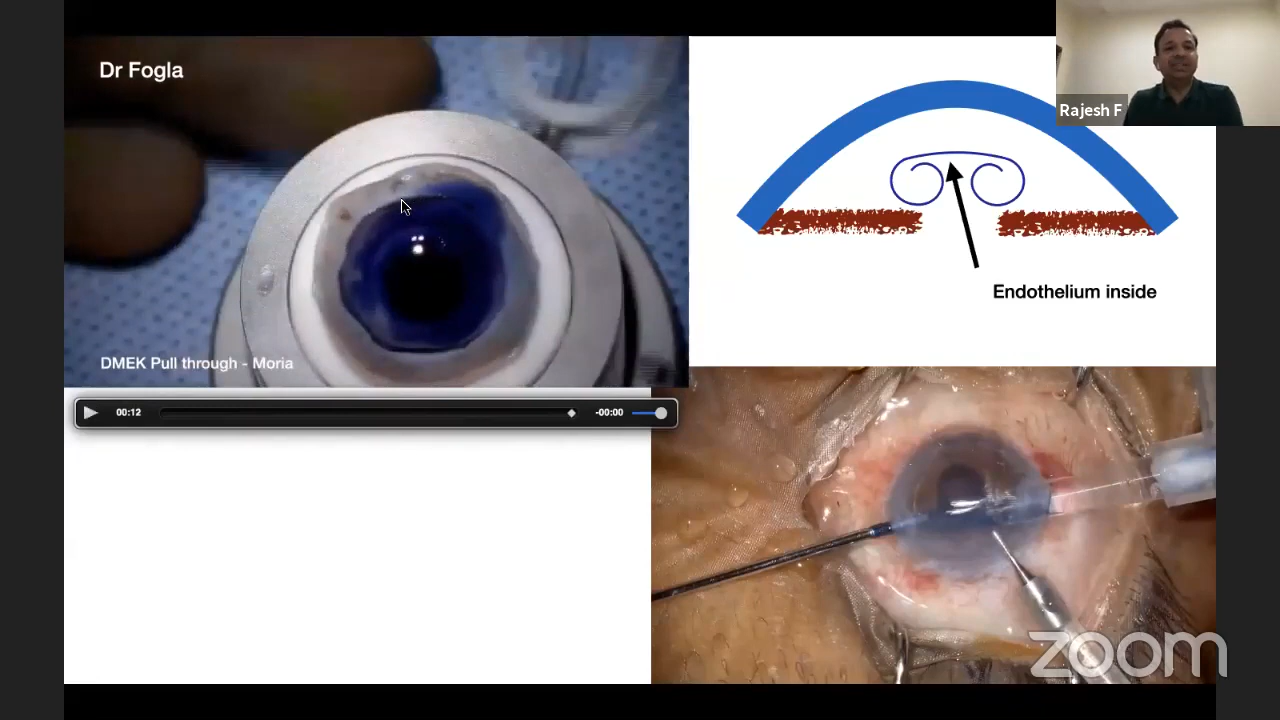 Dr Fogla
Rajesh F
Endothelium inside
DMEK Pull through - Moria
00:12
-00:00
zoom